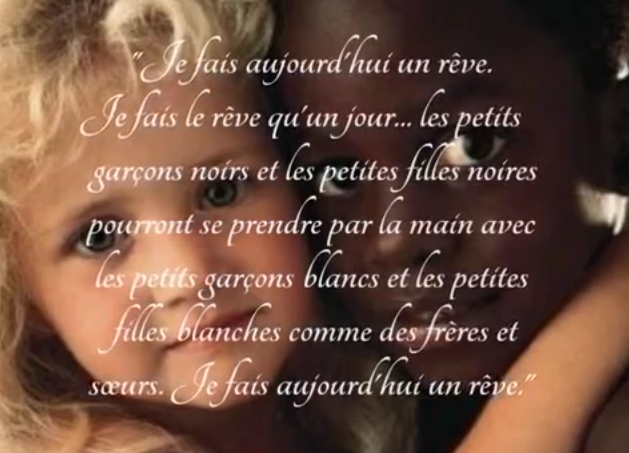 "Je fais aujourd'hui un rêve.
Je fais le rêve qu'un jour... les petits
garçons noirs et les petites filles noires
pourront se prendre par la main avec
les petits garçons blancs et les petites
filles blanches comme des frères et
sœurs. Je fais aujourd'hui un rêve."